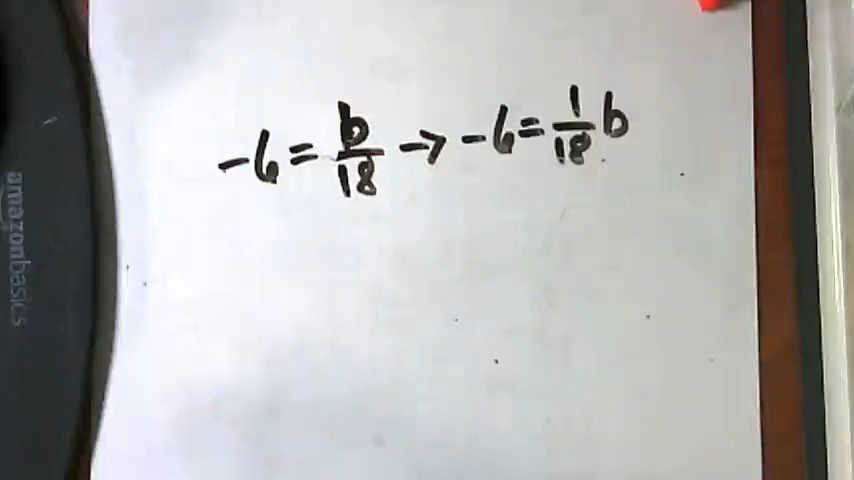 -6 = b/18 → -6 = 1/18 b
amazonbasics